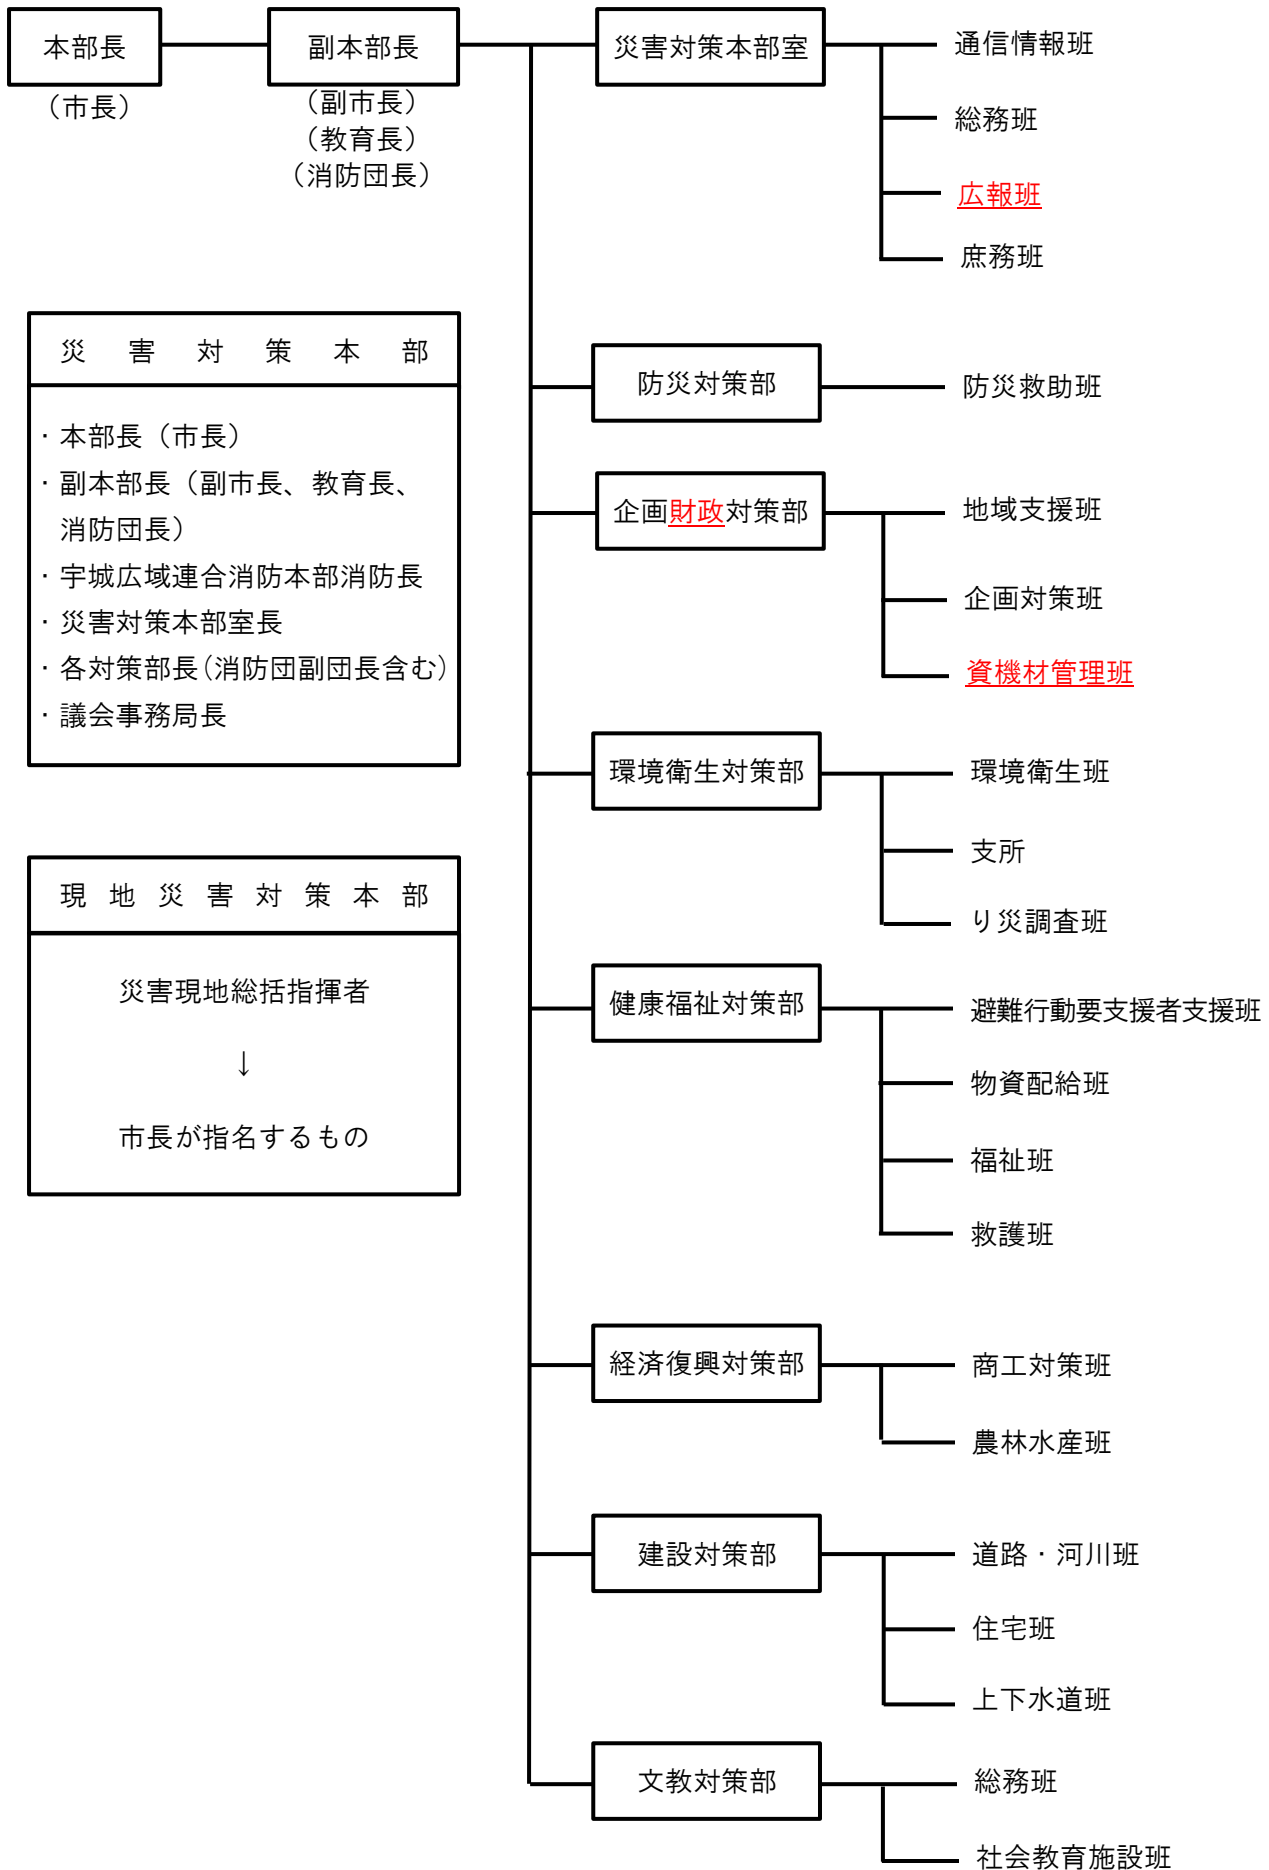 本部長
（市長）
副本部長
（副市長）
（教育長）
（消防団長）
災害対策本部室
通信情報班
総務班
広報班
庶務班
災害対策本部
・本部長（市長）
・副本部長（副市長、教育長、
消防団長）
・宇城広域連合消防本部消防長
・災害対策本部室長
・各対策部長（消防団副団長含む）
・議会事務局長
現地災害対策本部
災害現地総括指揮者
↓
市長が指名するもの
防災対策部
防災救助班
企画財政対策部
地域支援班
企画対策班
資機材管理班
環境衛生対策部
環境衛生班
支所
り災調査班
健康福祉対策部
避難行動要支援者支援班
物資配給班
福祉班
救護班
経済復興対策部
商工対策班
農林水産班
建設対策部
道路・河川班
住宅班
上下水道班
文教対策部
総務班
社会教育施設班